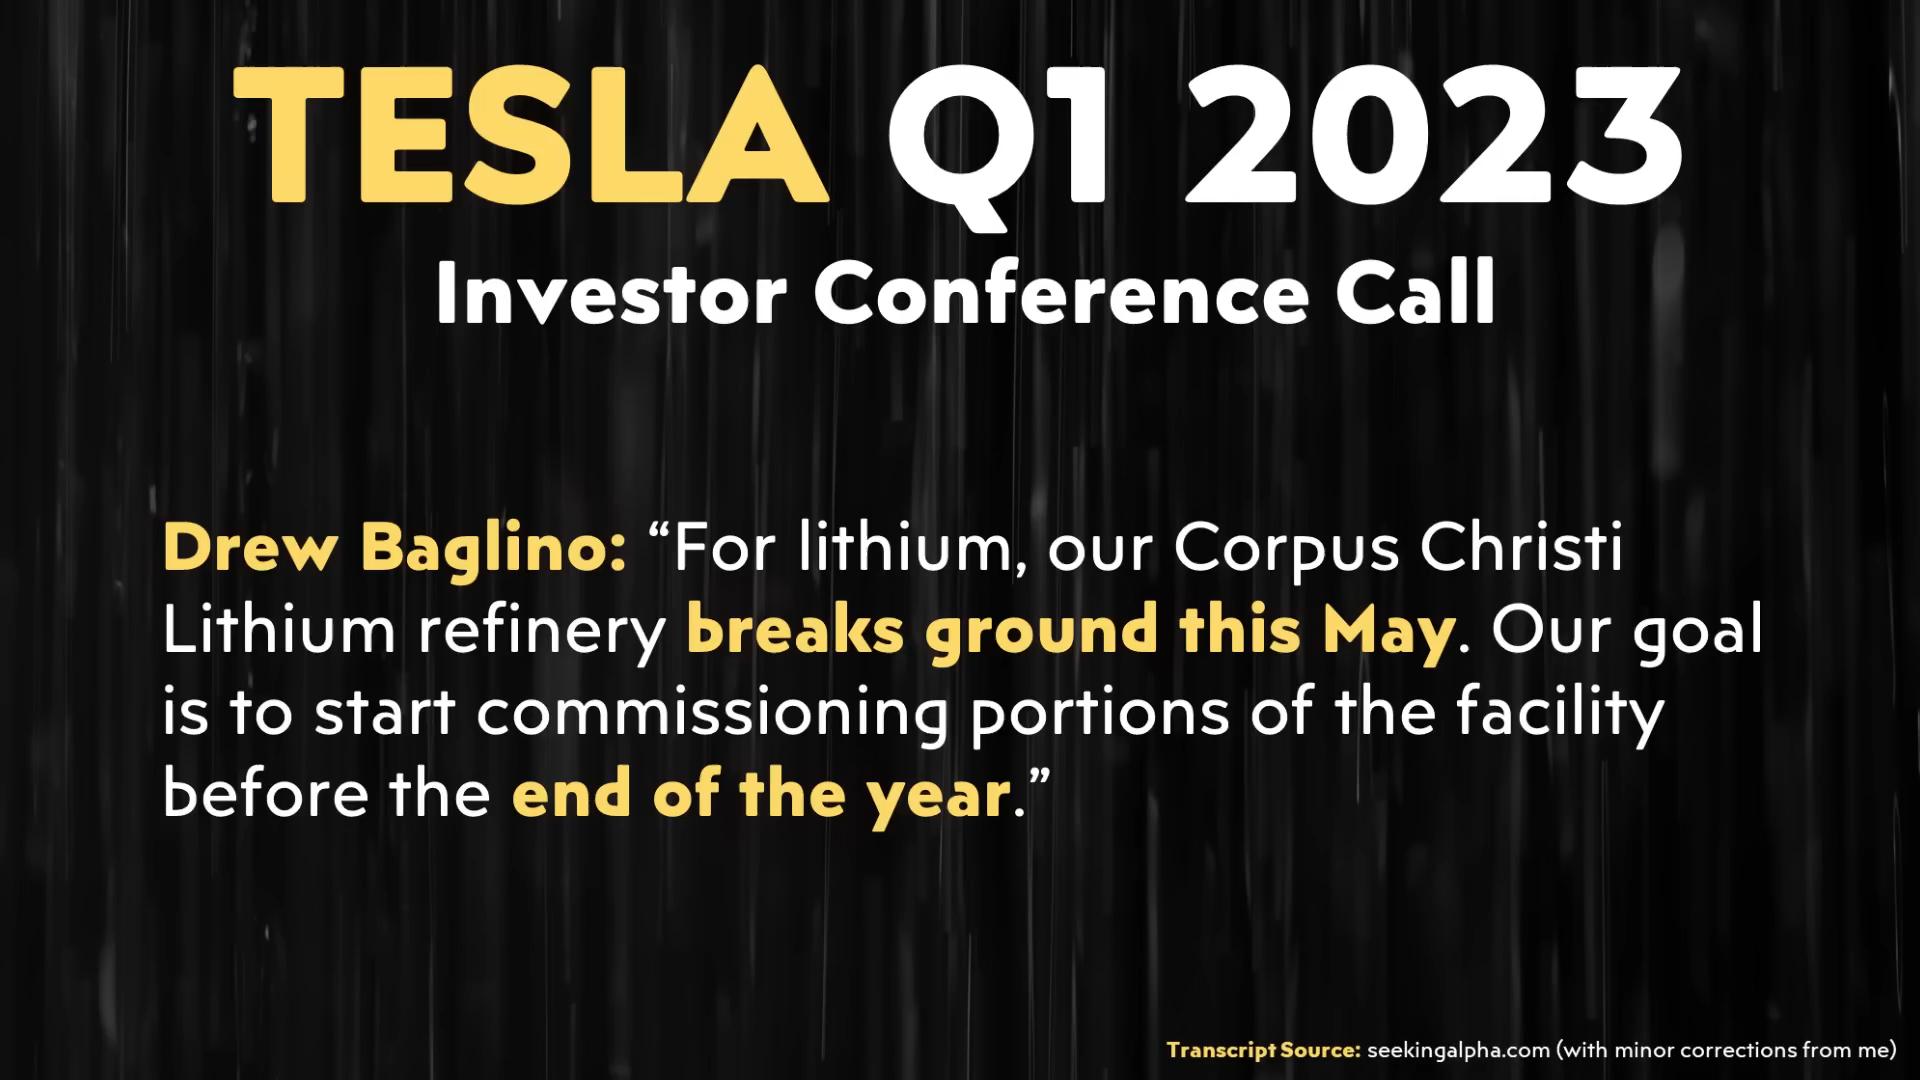 TESLA Q1 2023
Investor Conference Call
Drew Baglino: “For lithium, our Corpus Christi
Lithium refinery breaks ground this May. Our goal
is to start commissioning portions of the facility
before the end of the year.”
Transcript Source: seekingalpha.com (with minor corrections from me)